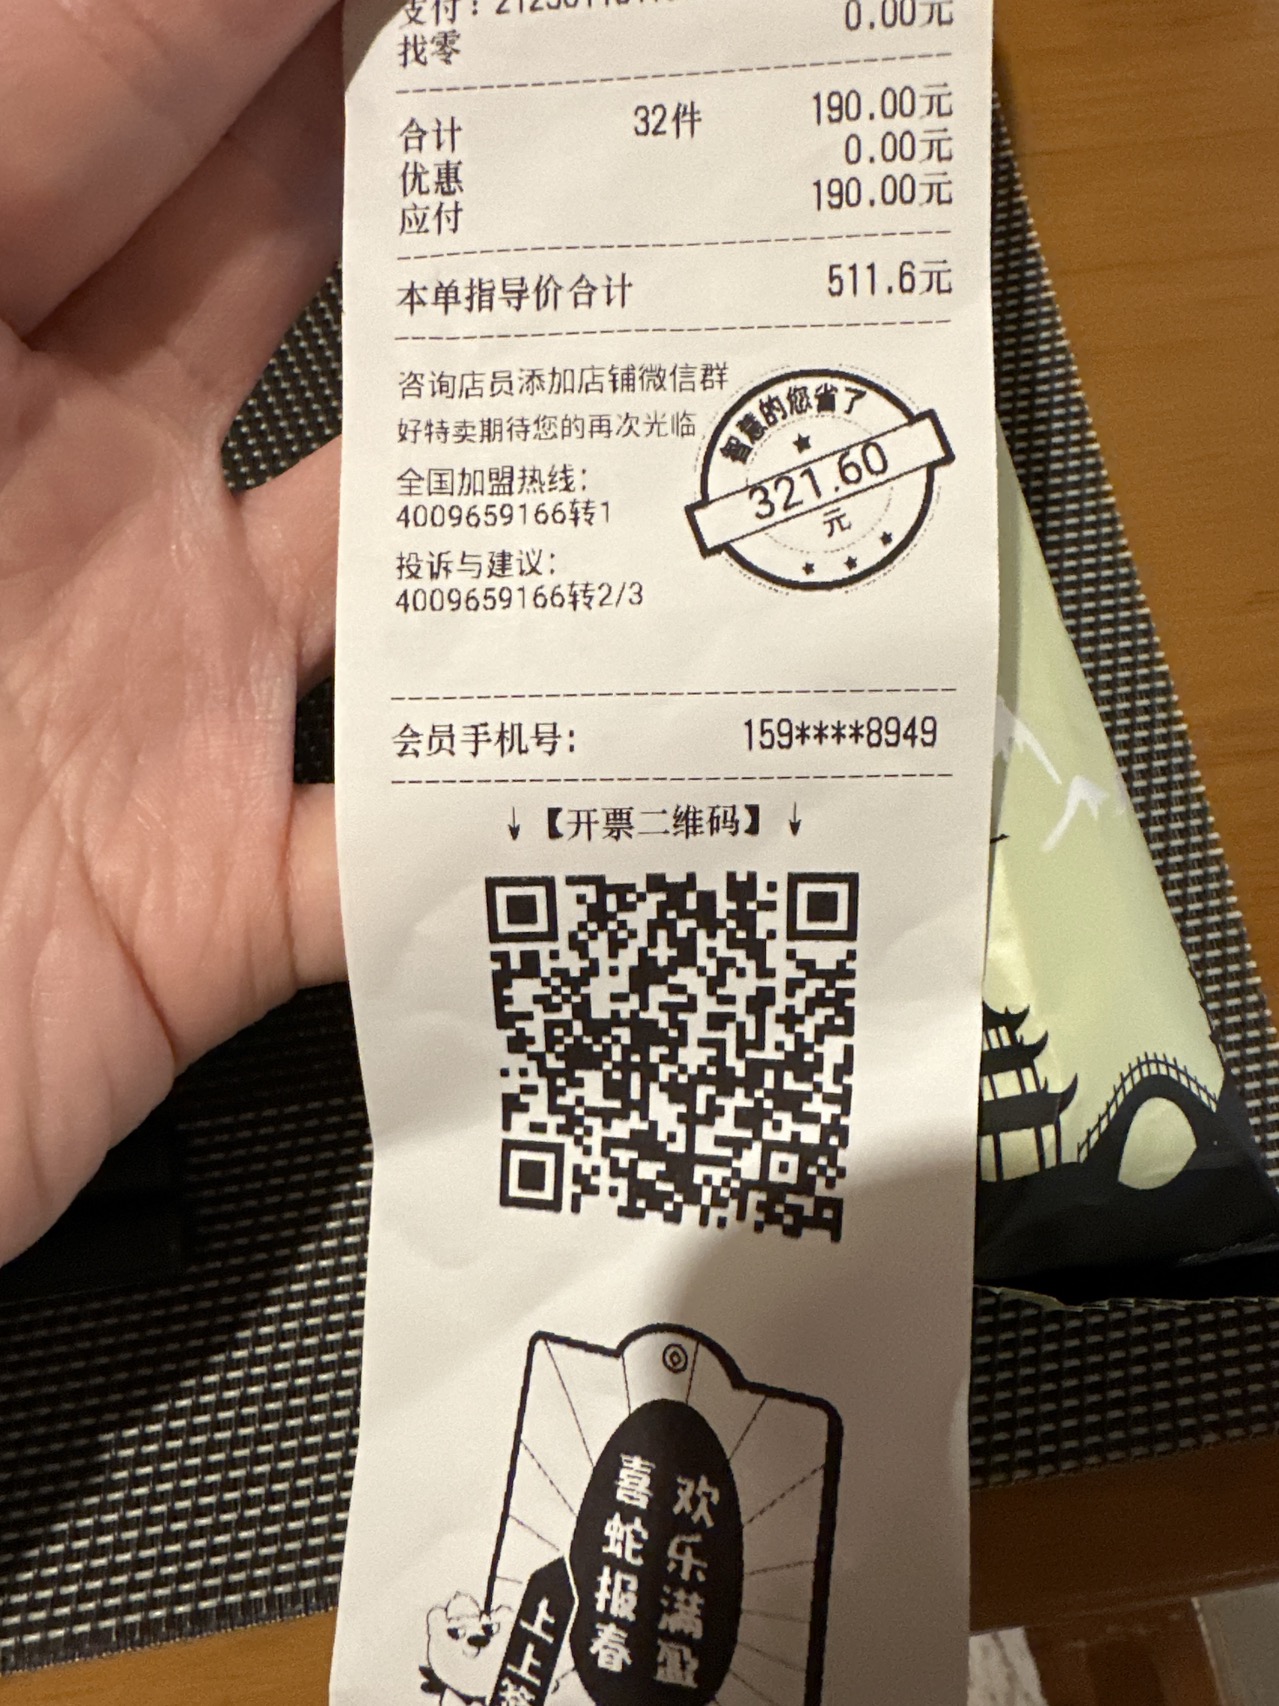 支付:
0.00元
找零
合计 32件 190.00元
优惠 0.00元
应付 190.00元
本单指导价合计 511.6元
咨询店员添加店铺微信群
好特卖期待您的再次光临
全国加盟热线:
4009659166转1
投诉与建议:
4009659166转2/3
智慧的您省了
321.60
元
会员手机号: 159****8949
↓【开票二维码】↓
欢乐满盈
喜蛇报春
上上签